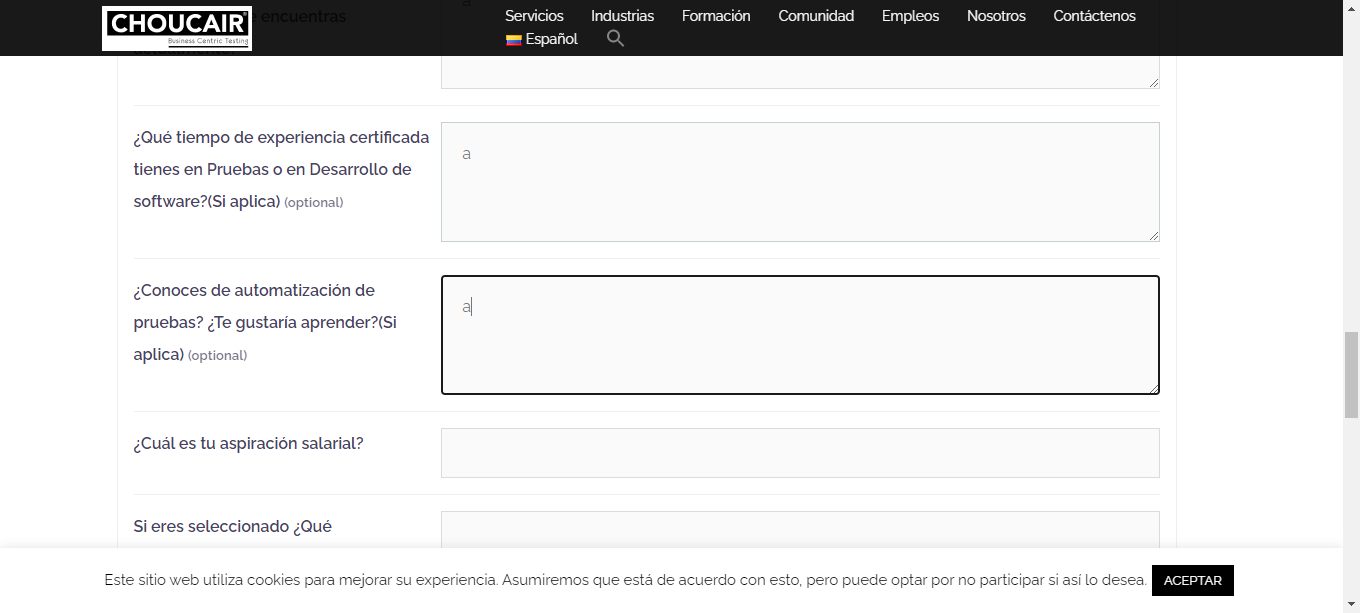 CHOUCAIR
Business Centric Testing
Servicios Industrias Formación Comunidad Empleos Nosotros Contáctenos
Español
encuentras
¿Qué tiempo de experiencia certificada
tienes en Pruebas o en Desarrollo de
software?(Si aplica) (optional)
a
¿Conoces de automatización de
pruebas? ¿Te gustaría aprender?(Si
aplica) (optional)
a
¿Cuál es tu aspiración salarial?
Si eres seleccionado ¿Qué
Este sitio web utiliza cookies para mejorar su experiencia. Asumiremos que está de acuerdo con esto, pero puede optar por no participar si así lo desea. ACEPTAR